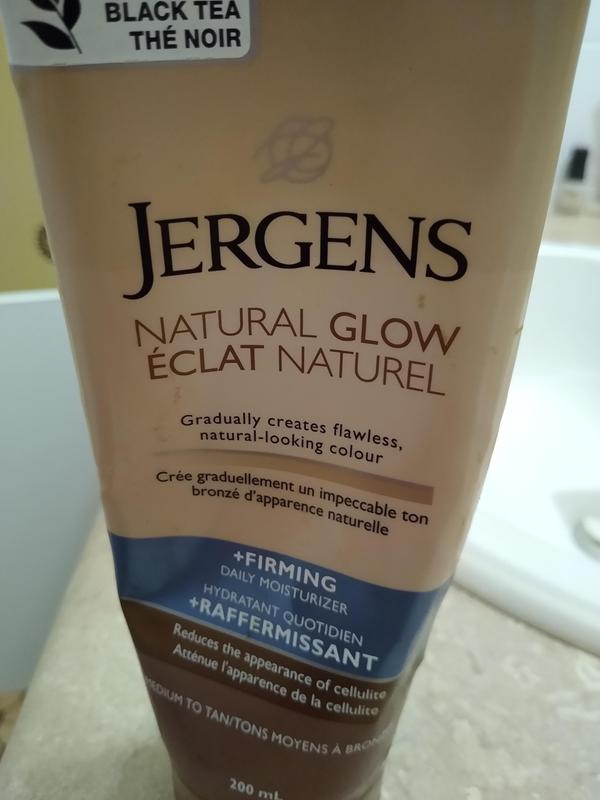 BLACK TEA
THÉ NOIR
JERGENS
NATURAL GLOW
ÉCLAT NATUREL
Gradually creates flawless,
natural-looking colour
Crée graduellement un impeccable ton
bronzé d'apparence naturelle
+FIRMING
DAILY MOISTURIZER
HYDRATANT QUOTIDIEN
+RAFFERMISSANT
Reduces the appearance of cellulite
Atténue l'apparence de la cellulite
MEDIUM TO TAN/TONS MOYENS À
200 mL